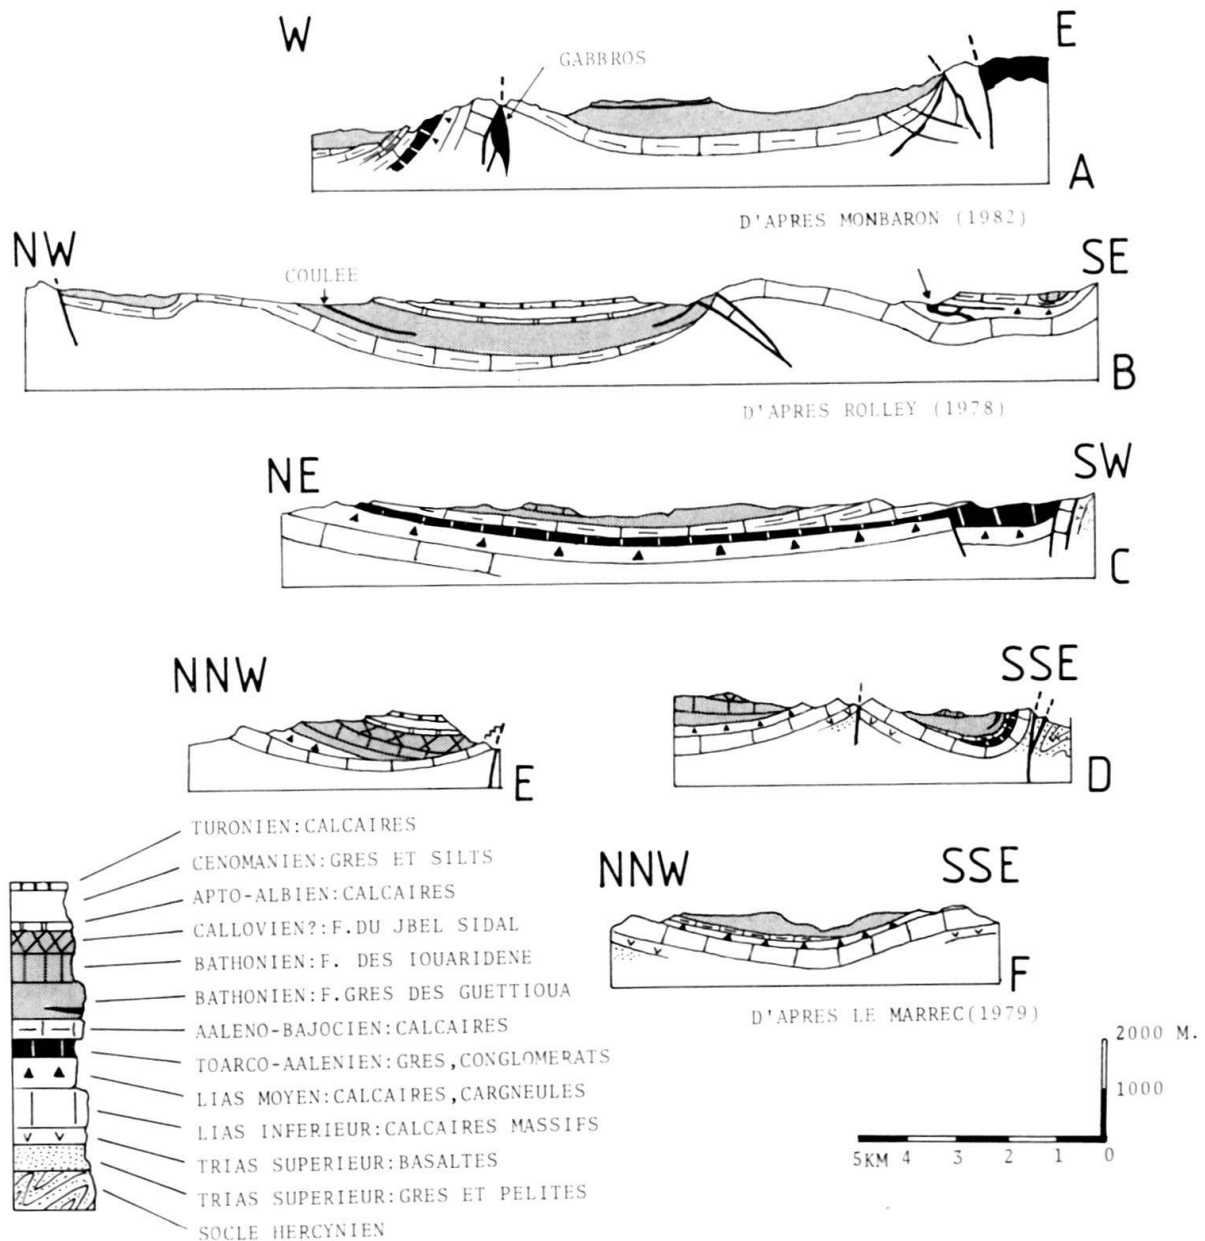 W
E
GABBROS
A
D'APRES MONBARON (1982)
NW
SE
COULEE
B
D'APRES ROLLEY (1978)
NE
SW
C
NNW
SSE
E
D
TURONIEN:CALCAIRES
CENOMANIEN:GRES ET SILTS
APTO-ALBIEN:CALCAIRES
CALLOVIEN?:F.DU JBEL SIDAL
BATHONIEN:F. DES IOUARIDENE
BATHONIEN:F.GRES DES GUETTIOUA
AALENO-BAJOCIEN:CALCAIRES
TOARCO-AALENIEN:GRES,CONGLOMERATS
LIAS MOYEN:CALCAIRES,CARGNEULES
LIAS INFERIEUR:CALCAIRES MASSIFS
TRIAS SUPERIEUR:BASALTES
TRIAS SUPERIEUR:GRES ET PELITES
SOCLE HERCYNIEN
NNW
SSE
F
D'APRES LE MARREC(1979)
2000 M.
1000
5KM 4 3 2 1 0